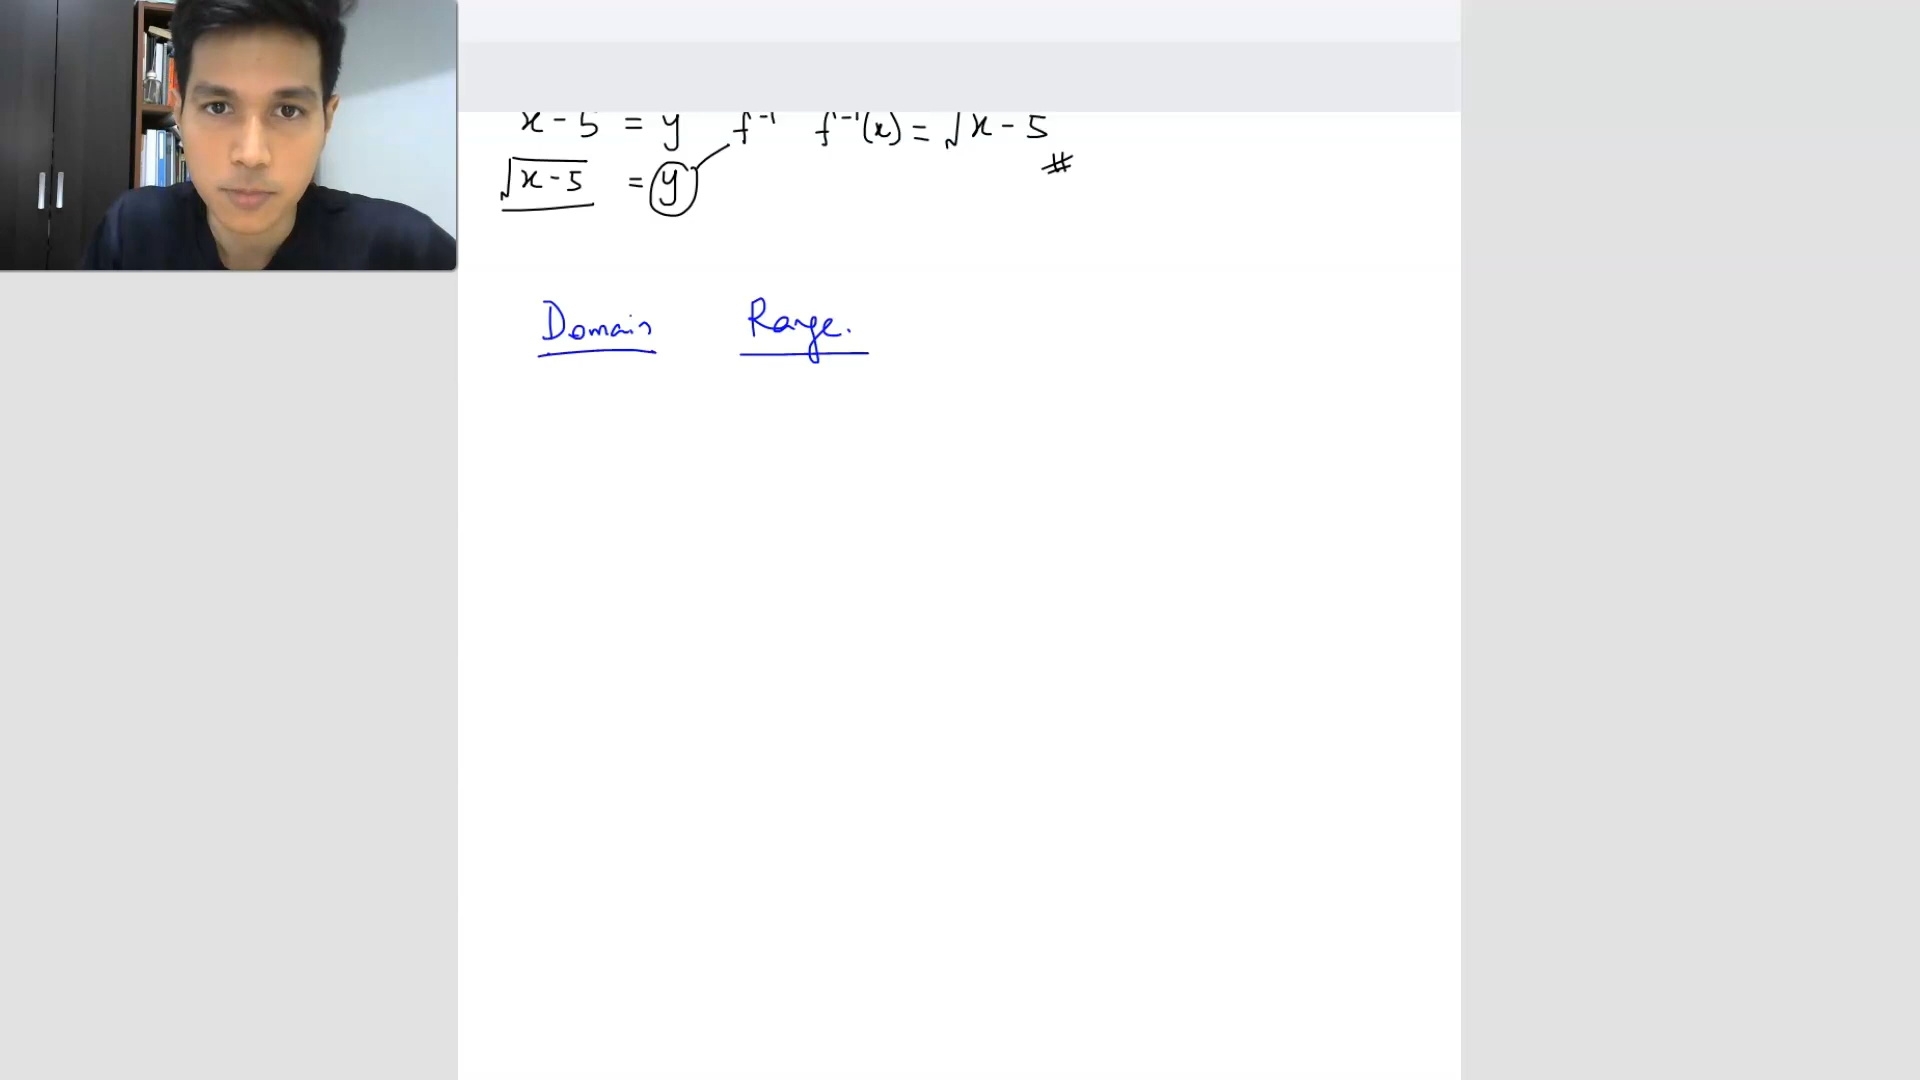 x - 5 = y f⁻¹ f⁻¹(x) = √x - 5
√x-5 = y #
Domain Range.